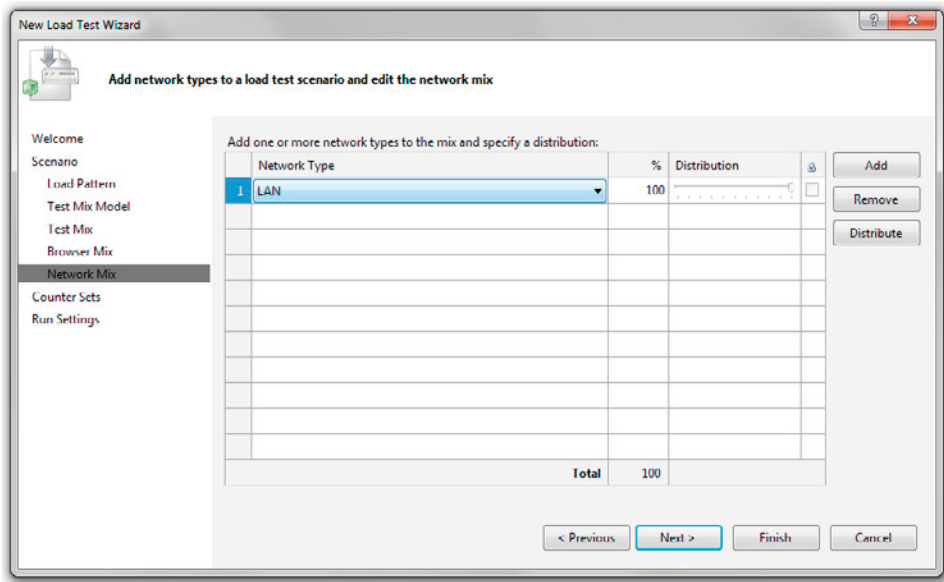 New Load Test Wizard
Add network types to a load test scenario and edit the network mix
Welcome
Scenario
Load Pattern
Test Mix Model
Test Mix
Browser Mix
Network Mix
Counter Sets
Run Settings
Add one or more network types to the mix and specify a distribution:
Network Type % Distribution
1 LAN 100
Total 100
Add
Remove
Distribute
< Previous Next > Finish Cancel